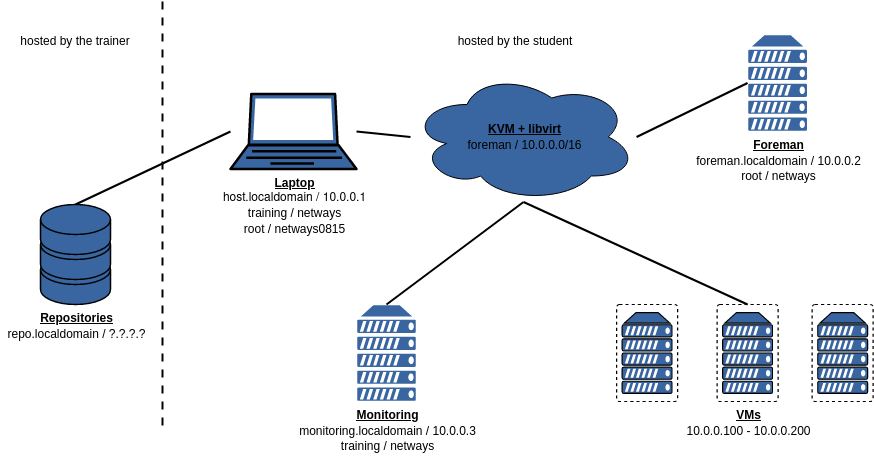 hosted by the trainer
hosted by the student
KVM + libvirt
foreman / 10.0.0.0/16
Foreman
foreman.localdomain / 10.0.0.2
root / netways
Laptop
host.localdomain / 10.0.0.1
training / netways
root / netways0815
Repositories
repo.localdomain / ?.?.?.?
Monitoring
monitoring.localdomain / 10.0.0.3
training / netways
VMs
10.0.0.100 - 10.0.0.200